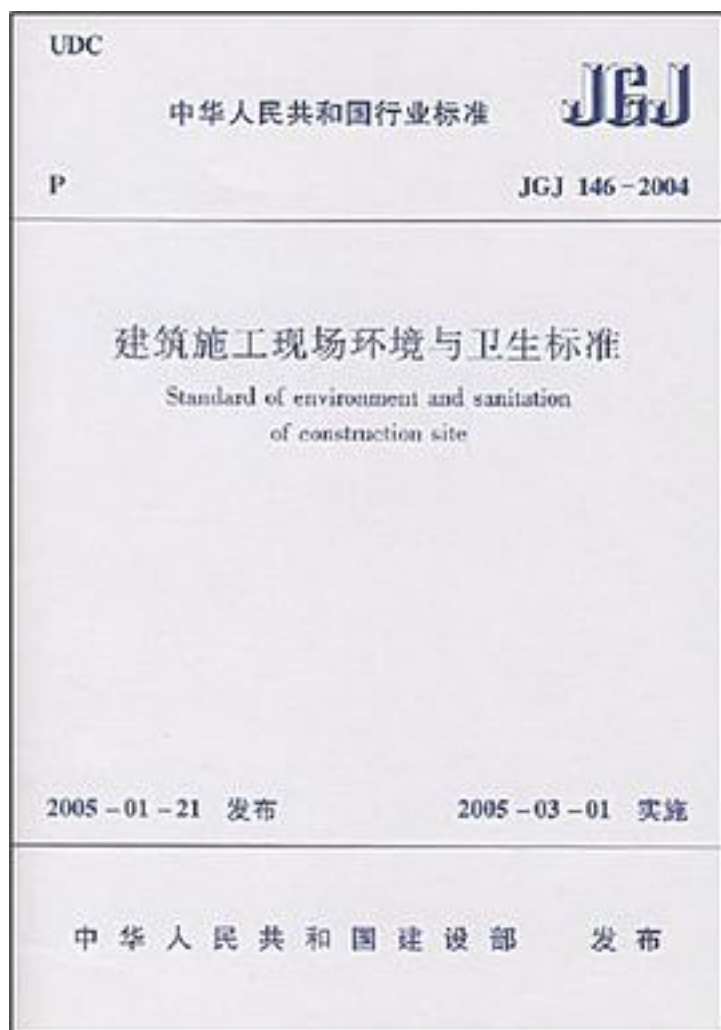 UDC
JGJ
中华人民共和国行业标准
P
JGJ 146-2004
建筑施工现场环境与卫生标准
Standard of environment and sanitation
of construction site
2005-01-21 发布
2005-03-01 实施
中华人民共和国建设部 发布